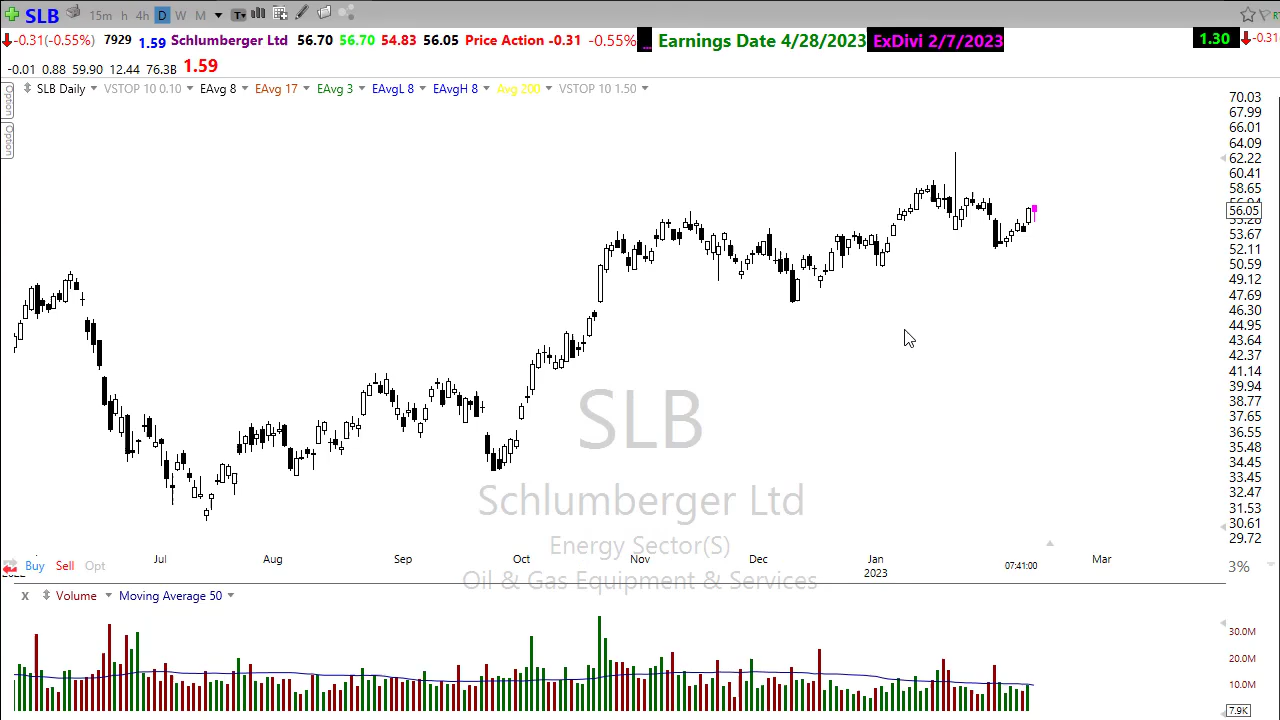 SLB 15m h 4h D W M T
-0.31(-0.55%) 7929 1.59 Schlumberger Ltd 56.70 56.70 54.83 56.05 Price Action -0.31 -0.55% ... Earnings Date 4/28/2023 ExDivi 2/7/2023 1.30 -0.31
-0.01 0.88 59.90 12.44 76.3B 1.59
Option
Option
SLB Daily VSTOP 10 0.10 EAvg 8 EAvg 17 EAvg 3 EAvgL 8 EAvgH 8 Avg 200 VSTOP 10 1.50
70.03
67.99
66.01
64.09
62.22
60.41
58.65
56.05
53.67
52.11
50.59
49.12
47.69
46.30
44.95
43.64
42.37
41.14
39.94
38.77
37.65
36.55
35.48
34.45
33.45
32.47
31.53
30.61
29.72
SLB
Schlumberger Ltd
Energy Sector(S)
Oil & Gas Equipment & Services
Jul Aug Sep Oct Nov Dec Jan Mar
2023 07:41:00
Buy Sell Opt
3%
X Volume Moving Average 50
30.0M
20.0M
10.0M
7.9K